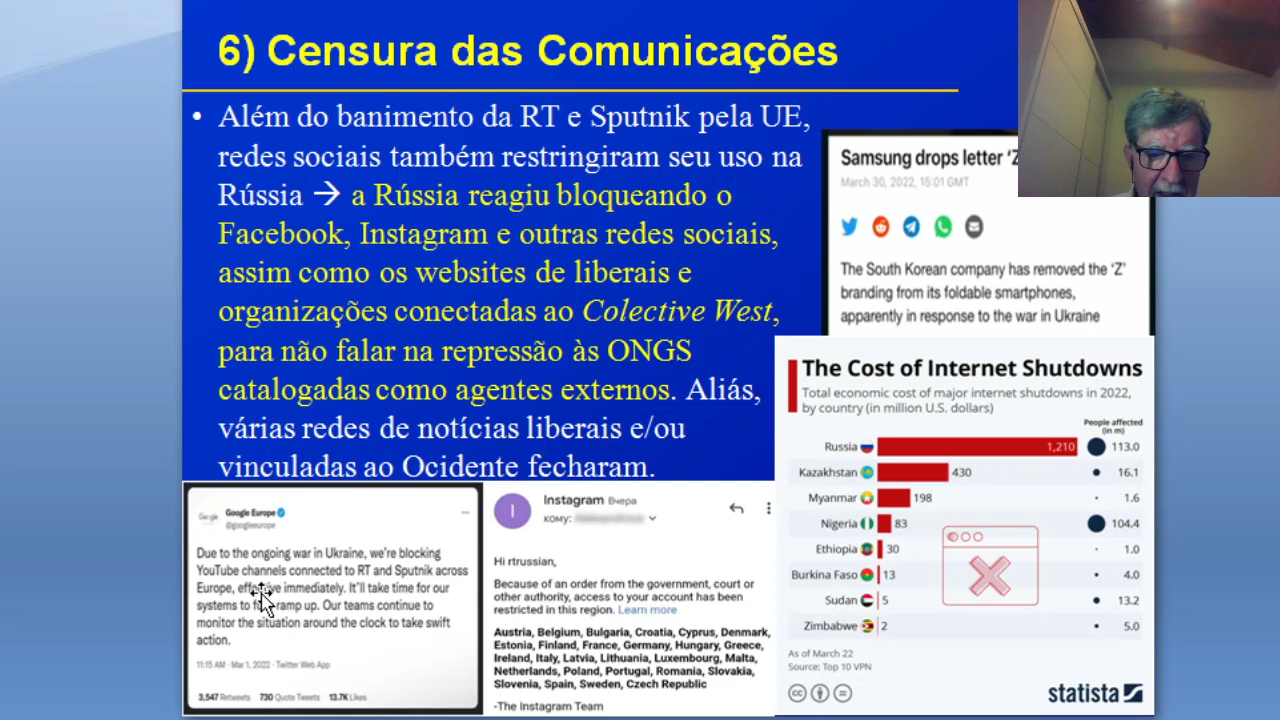 6) Censura das Comunicações
• Além do banimento da RT e Sputnik pela UE,
redes sociais também restringiram seu uso na
Rússia → a Rússia reagiu bloqueando o
Facebook, Instagram e outras redes sociais,
assim como os websites de liberais e
organizações conectadas ao Colective West,
para não falar na repressão às ONGS
catalogadas como agentes externos. Aliás,
várias redes de notícias liberais e/ou
vinculadas ao Ocidente fecharam.
Samsung drops letter ‘Z
March 30, 2022, 15:01 GMT
The South Korean company has removed the ‘Z’
branding from its foldable smartphones,
apparently in response to the war in Ukraine
Google Europe
@googleeurope
Due to the ongoing war in Ukraine, we're blocking
YouTube channels connected to RT and Sputnik across
Europe, effective immediately. It'll take time for our
systems to ramp up. Our teams continue to
monitor the situation around the clock to take swift
action.
11:15 AM · Mar 1, 2022 · Twitter Web App
3,547 Retweets 730 Quote Tweets 13.7K Likes
I
Instagram Вчера
кому:
Hi rtrussian,
Because of an order from the government, court or
other authority, access to your account has been
restricted in this region. Learn more
Austria, Belgium, Bulgaria, Croatia, Cyprus, Denmark,
Estonia, Finland, France, Germany, Hungary, Greece,
Ireland, Italy, Latvia, Lithuania, Luxembourg, Malta,
Netherlands, Poland, Portugal, Romania, Slovakia,
Slovenia, Spain, Sweden, Czech Republic
-The Instagram Team
The Cost of Internet Shutdowns
Total economic cost of major internet shutdowns in 2022,
by country (in million U.S. dollars)
People affected
(in m)
Russia 1,210 113.0
Kazakhstan 430 16.1
Myanmar 198 1.6
Nigeria 83 104.4
Ethiopia 30 1.0
Burkina Faso 13 4.0
Sudan 5 13.2
Zimbabwe 2 5.0
As of March 22
Source: Top 10 VPN
statista